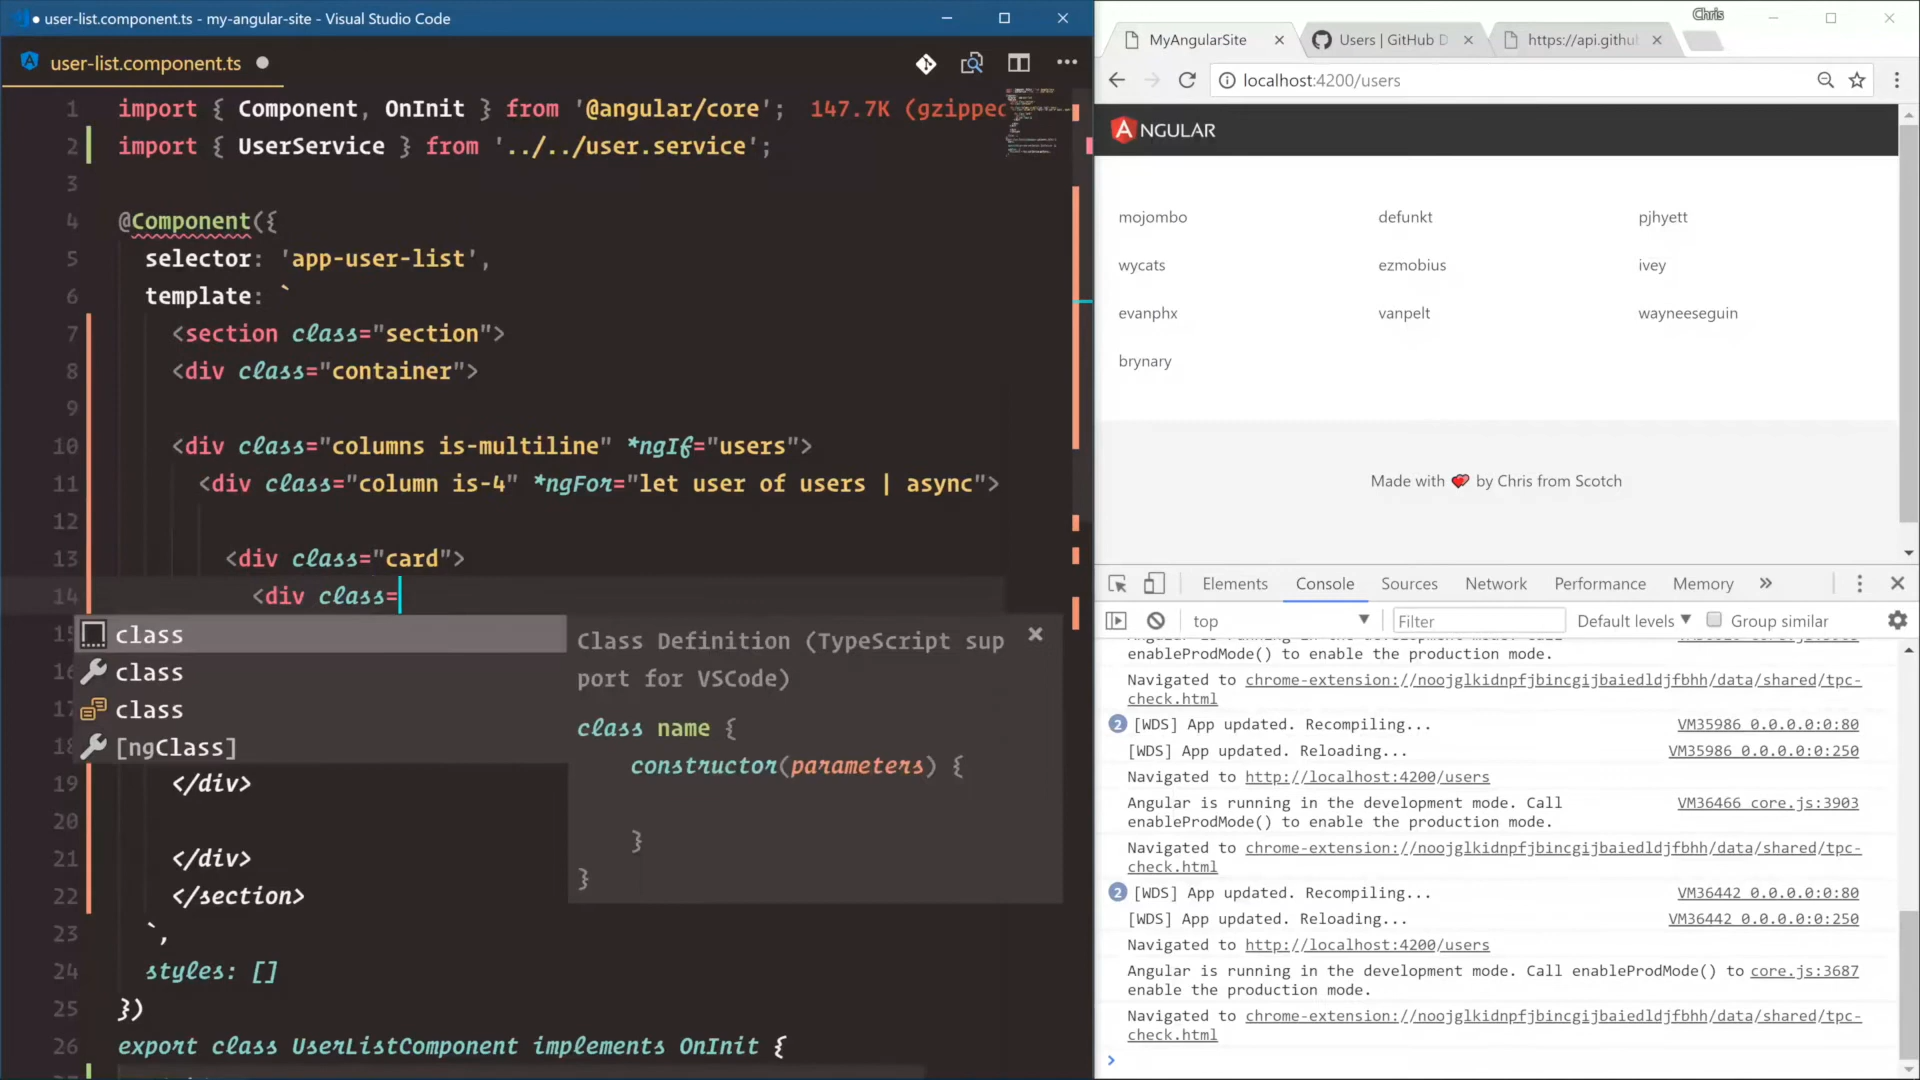 user-list.component.ts - my-angular-site - Visual Studio Code
user-list.component.ts
1 import { Component, OnInit } from '@angular/core'; 147.7K (gzipped
2 import { UserService } from '../../user.service';
3
4 @Component({
5 selector: 'app-user-list',
6 template: `
7 <section class="section">
8 <div class="container">
9
10 <div class="columns is-multiline" *ngIf="users">
11 <div class="column is-4" *ngFor="let user of users | async">
12
13 <div class="card">
14 <div class=
class
class
class
[ngClass]
Class Definition (TypeScript sup
port for VSCode)
class name {
constructor(parameters) {
}
}
19 </div>
20
21 </div>
22 </section>
23 `,
24 styles: []
25 })
26 export class UserListComponent implements OnInit {
Chris
MyAngularSite
Users | GitHub D
https://api.githu
localhost:4200/users
ANGULAR
mojombo defunkt pjhyett
wycats ezmobius ivey
evanphx vanpelt wayneeseguin
brynary
Made with ❤ by Chris from Scotch
Elements Console Sources Network Performance Memory »
top Filter Default levels Group similar
enableProdMode() to enable the production mode.
Navigated to chrome-extension://noojglkidnpfjbincgijbaiedldjfbhh/data/shared/tpc-
check.html
2 [WDS] App updated. Recompiling... VM35986 0.0.0.0:0:80
[WDS] App updated. Reloading... VM35986 0.0.0.0:0:250
Navigated to http://localhost:4200/users
Angular is running in the development mode. Call VM36466 core.js:3903
enableProdMode() to enable the production mode.
Navigated to chrome-extension://noojglkidnpfjbincgijbaiedldjfbhh/data/shared/tpc-
check.html
2 [WDS] App updated. Recompiling... VM36442 0.0.0.0:0:80
[WDS] App updated. Reloading... VM36442 0.0.0.0:0:250
Navigated to http://localhost:4200/users
Angular is running in the development mode. Call enableProdMode() to core.js:3687
enable the production mode.
Navigated to chrome-extension://noojglkidnpfjbincgijbaiedldjfbhh/data/shared/tpc-
check.html